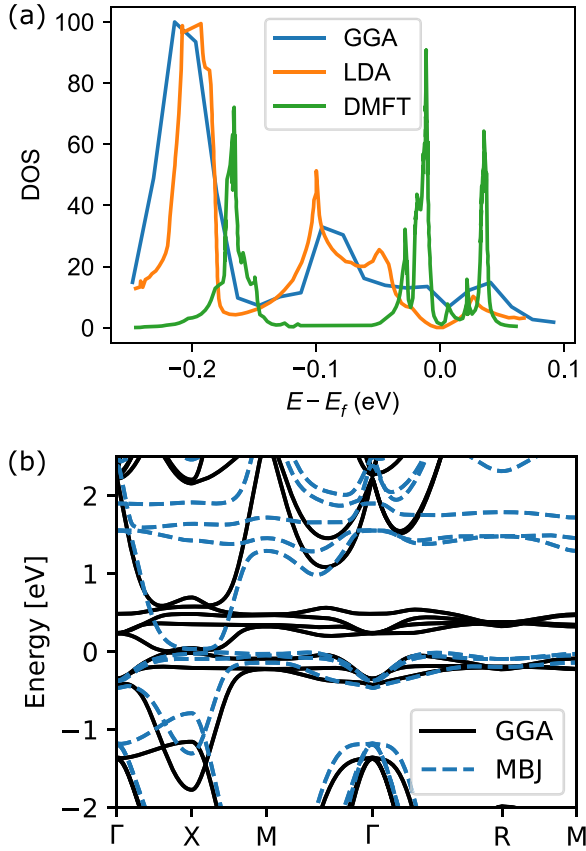 (a)
100
80
60
40
20
0
DOS
GGA
LDA
DMFT
−0.2
−0.1
0.0
0.1
E − E_f (eV)
(b)
2
1
0
−1
−2
Energy [eV]
GGA
MBJ
Γ
X
M
Γ
R
M